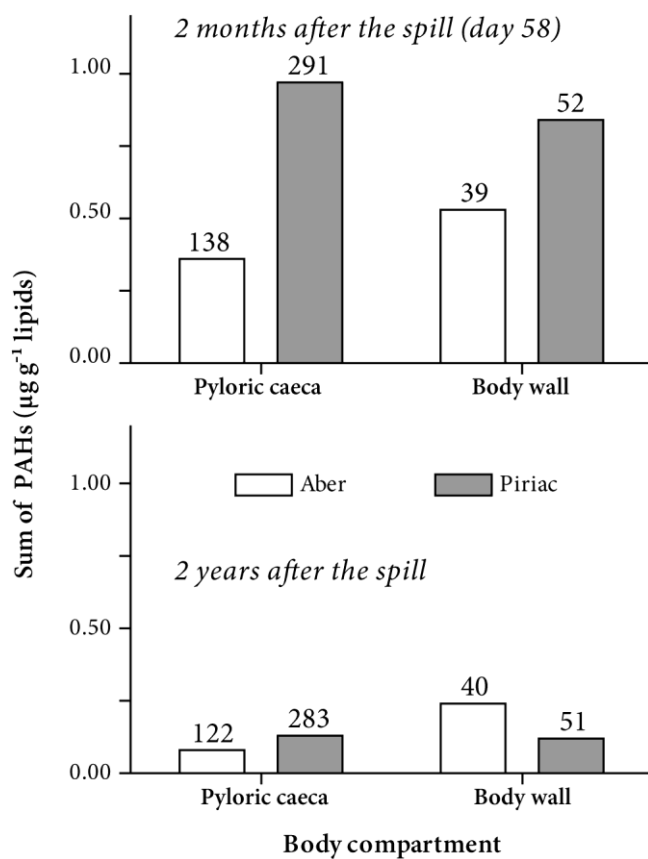 2 months after the spill (day 58)
1.00
0.50
0.00
138
291
39
52
Pyloric caeca
Body wall
Sum of PAHs (µg g⁻¹ lipids)
Aber
Piriac
2 years after the spill
1.00
0.50
0.00
122
283
40
51
Pyloric caeca
Body wall
Body compartment